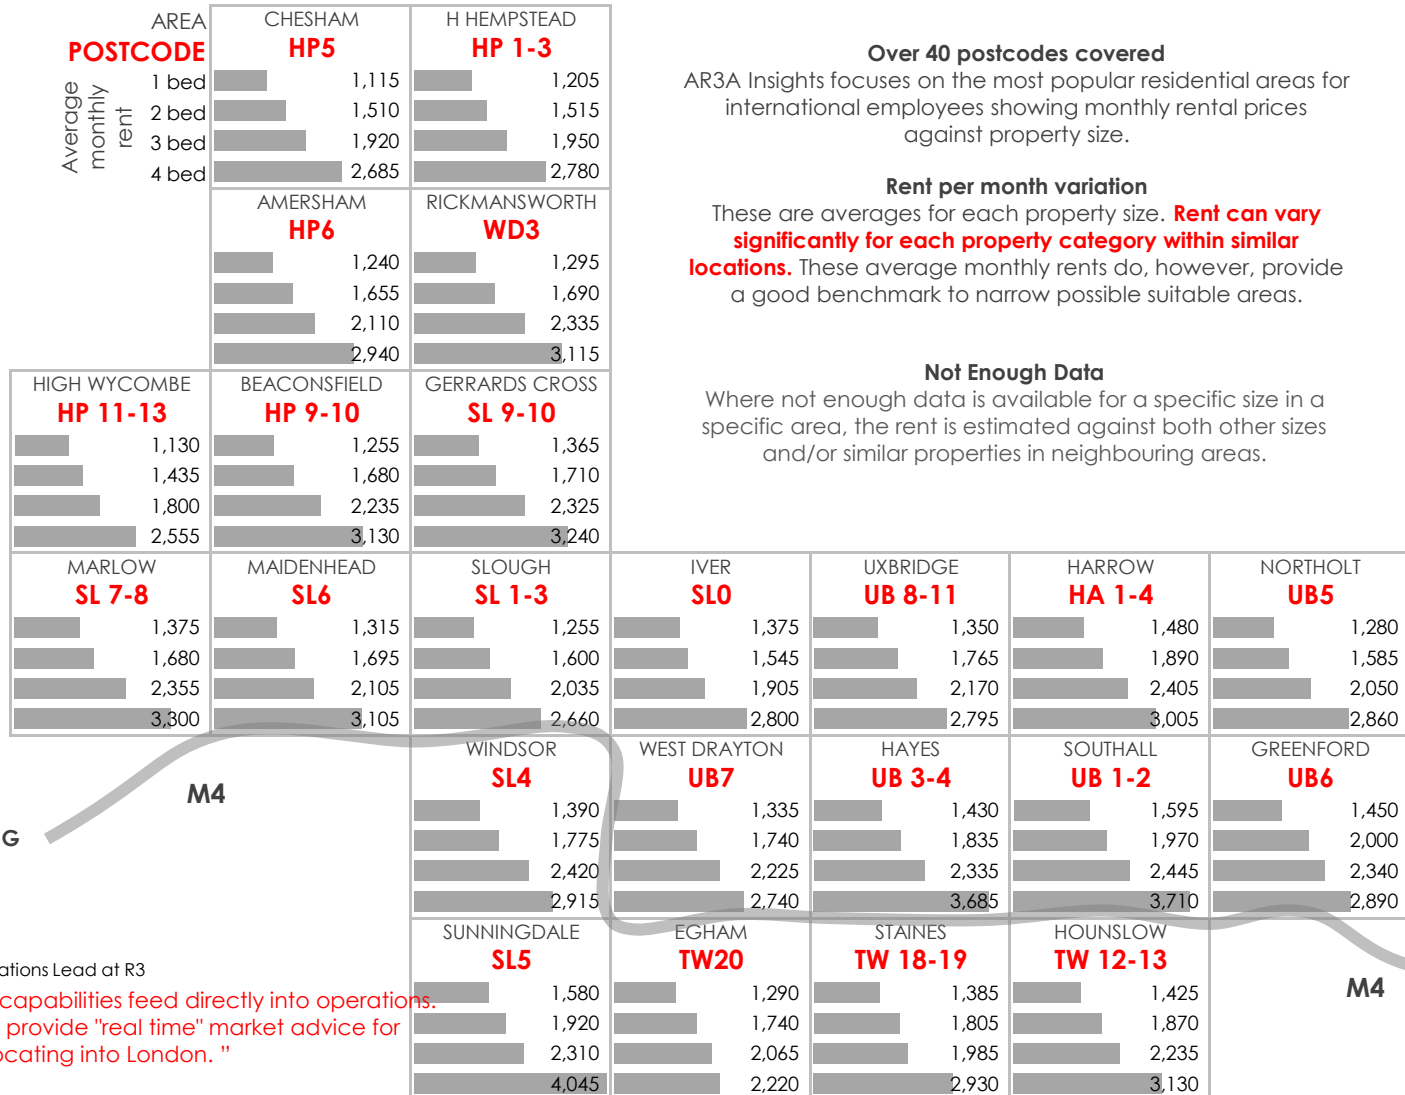 AREA
POSTCODE
Average
monthly
rent
1 bed
2 bed
3 bed
4 bed
CHESHAM
HP5
1,115
1,510
1,920
2,685
H HEMPSTEAD
HP 1-3
1,205
1,515
1,950
2,780
Over 40 postcodes covered
AR3A Insights focuses on the most popular residential areas for
international employees showing monthly rental prices
against property size.
Rent per month variation
These are averages for each property size. Rent can vary
significantly for each property category within similar
locations. These average monthly rents do, however, provide
a good benchmark to narrow possible suitable areas.
Not Enough Data
Where not enough data is available for a specific size in a
specific area, the rent is estimated against both other sizes
and/or similar properties in neighbouring areas.
AMERSHAM
HP6
1,240
1,655
2,110
2,940
RICKMANSWORTH
WD3
1,295
1,690
2,335
3,115
HIGH WYCOMBE
HP 11-13
1,130
1,435
1,800
2,555
BEACONSFIELD
HP 9-10
1,255
1,680
2,235
3,130
GERRARDS CROSS
SL 9-10
1,365
1,710
2,325
3,240
MARLOW
SL 7-8
1,375
1,680
2,355
3,300
MAIDENHEAD
SL6
1,315
1,695
2,105
3,105
SLOUGH
SL 1-3
1,255
1,600
2,035
2,660
IVER
SL0
1,375
1,545
1,905
2,800
UXBRIDGE
UB 8-11
1,350
1,765
2,170
2,795
HARROW
HA 1-4
1,480
1,890
2,405
3,005
NORTHOLT
UB5
1,280
1,585
2,050
2,860
M4
G
WINDSOR
SL4
1,390
1,775
2,420
2,915
WEST DRAYTON
UB7
1,335
1,740
2,225
2,740
HAYES
UB 3-4
1,430
1,835
2,335
3,685
SOUTHALL
UB 1-2
1,595
1,970
2,445
3,710
GREENFORD
UB6
1,450
2,000
2,340
2,890
ations Lead at R3
capabilities feed directly into operations.
provide "real time" market advice for
ocating into London. ”
SUNNINGDALE
SL5
1,580
1,920
2,310
4,045
EGHAM
TW20
1,290
1,740
2,065
2,220
STAINES
TW 18-19
1,385
1,805
1,985
2,930
HOUNSLOW
TW 12-13
1,425
1,870
2,235
3,130
M4